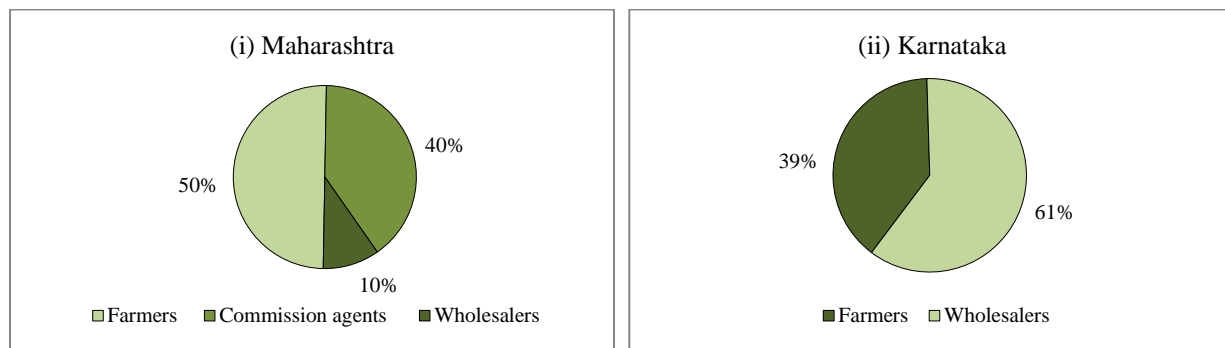 (i) Maharashtra
40%
50%
10%
Farmers Commission agents Wholesalers
(ii) Karnataka
39%
61%
Farmers Wholesalers